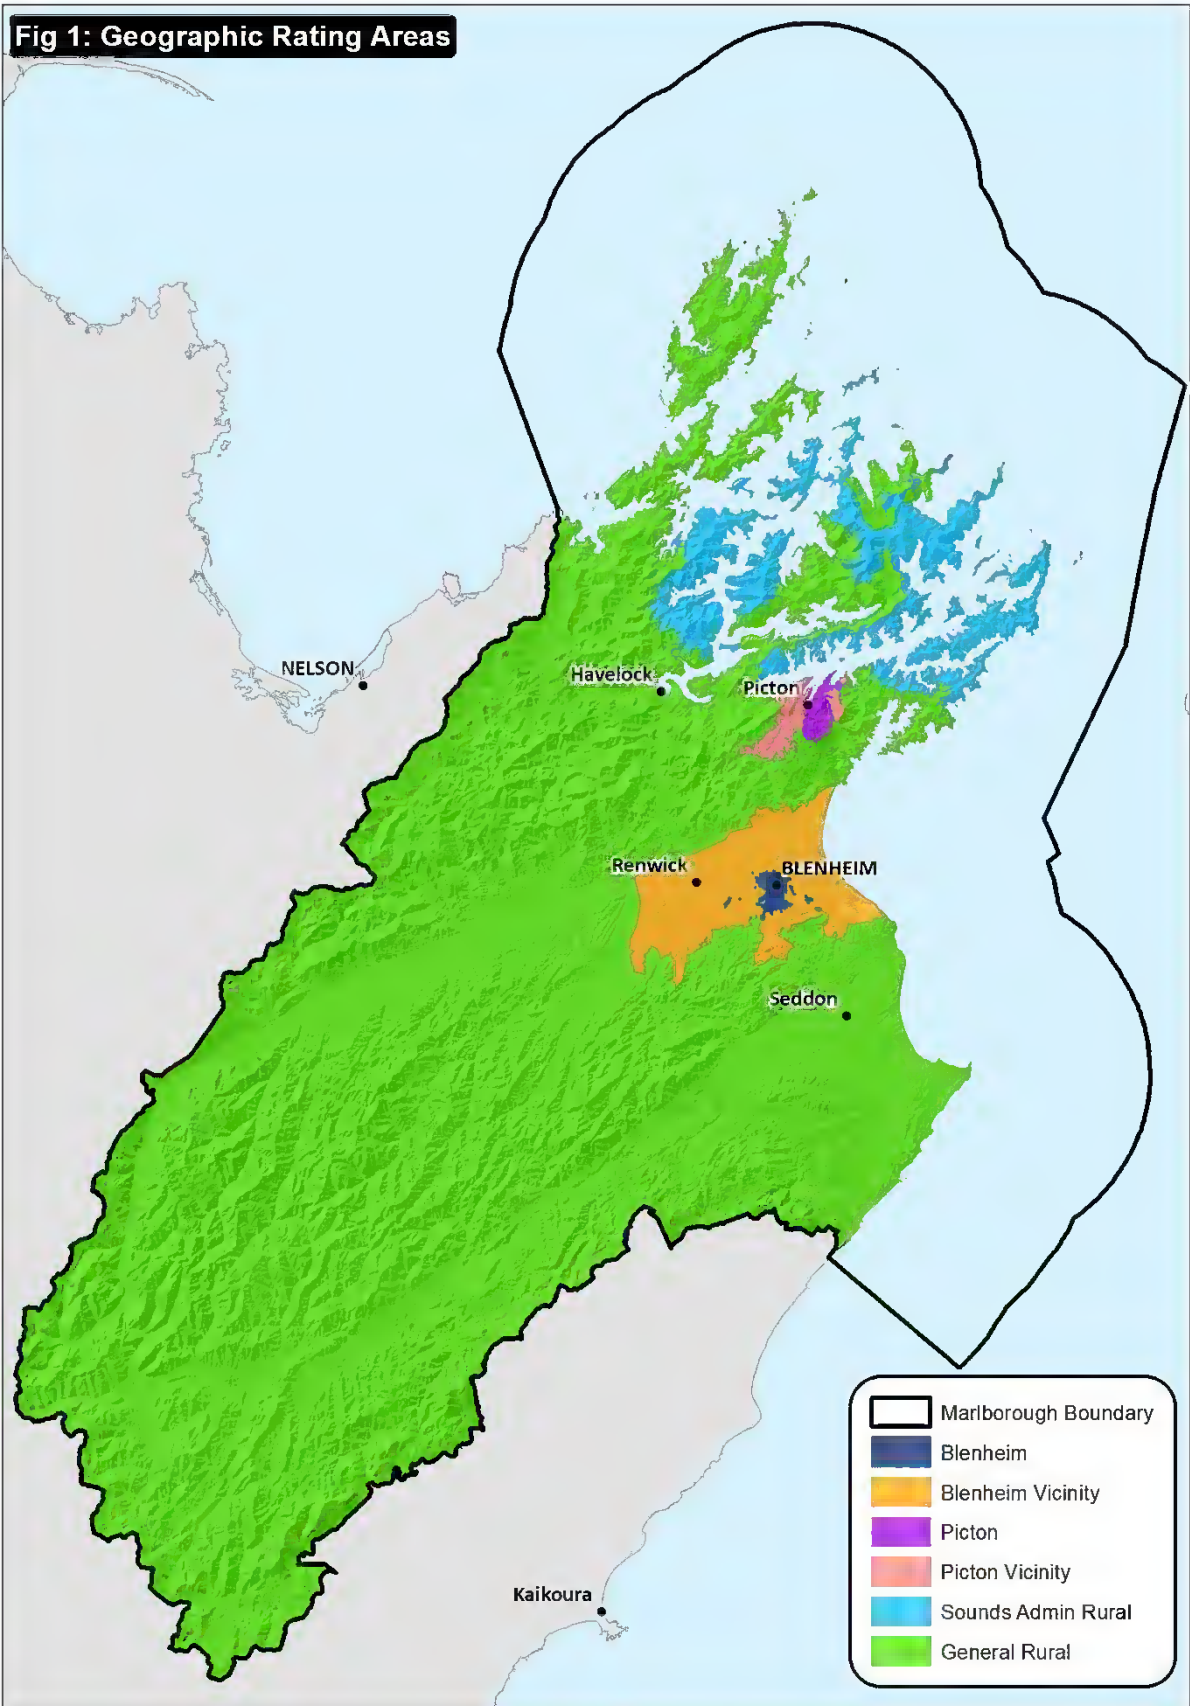 Fig 1: Geographic Rating Areas
NELSON
Havelock
Picton
Renwick
BLENHEIM
Seddon
Kaikoura
Marlborough Boundary
Blenheim
Blenheim Vicinity
Picton
Picton Vicinity
Sounds Admin Rural
General Rural